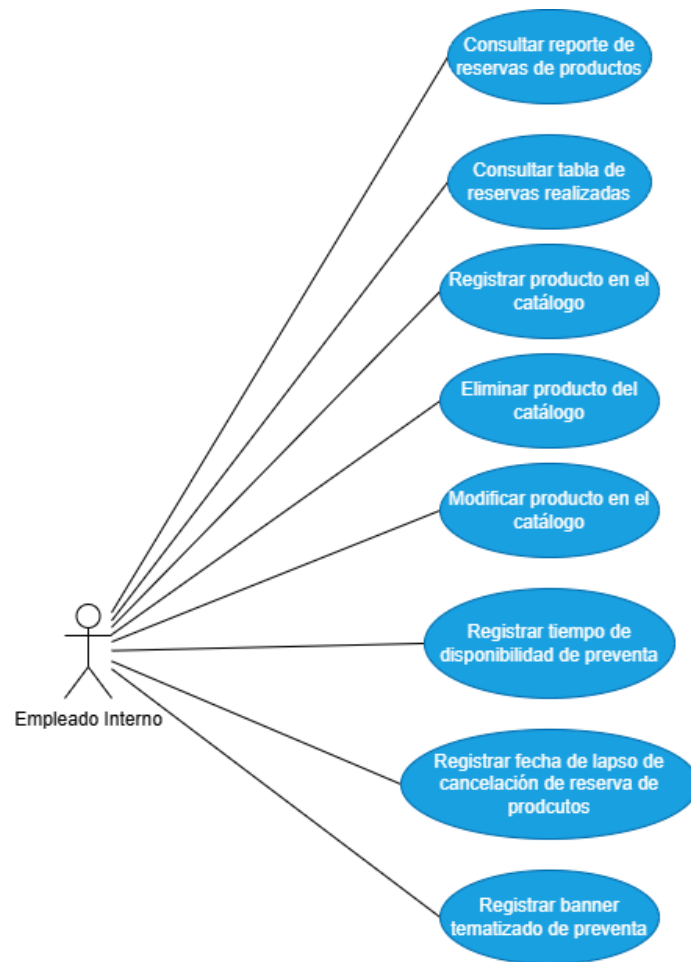 Consultar reporte de
reservas de productos
Consultar tabla de
reservas realizadas
Registrar producto en el
catálogo
Eliminar producto del
catálogo
Modificar producto en el
catálogo
Registrar tiempo de
disponibilidad de preventa
Empleado Interno
Registrar fecha de lapso de
cancelación de reserva de
prodcutos
Registrar banner
tematizado de preventa